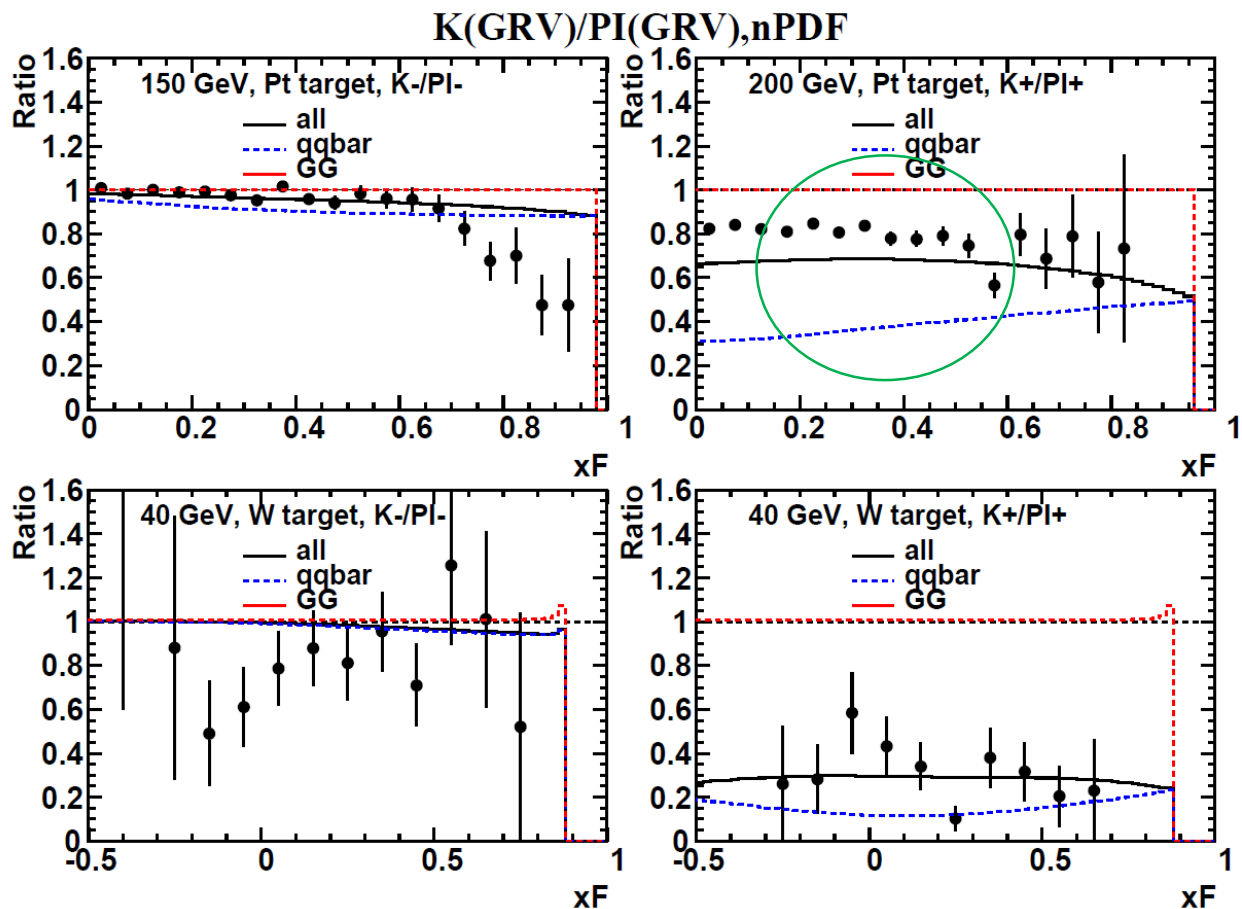 K(GRV)/PI(GRV),nPDF
Ratio
1.6
1.4
1.2
1
0.8
0.6
0.4
0.2
0
150 GeV, Pt target, K-/PI-
all
qqbar
GG
0 0.2 0.4 0.6 0.8 1
xF
Ratio
1.6
1.4
1.2
1
0.8
0.6
0.4
0.2
0
200 GeV, Pt target, K+/PI+
all
qqbar
GG
0 0.2 0.4 0.6 0.8 1
xF
Ratio
1.6
1.4
1.2
1
0.8
0.6
0.4
0.2
0
40 GeV, W target, K-/PI-
all
qqbar
GG
-0.5 0 0.5 1
xF
Ratio
1.6
1.4
1.2
1
0.8
0.6
0.4
0.2
0
40 GeV, W target, K+/PI+
all
qqbar
GG
-0.5 0 0.5 1
xF